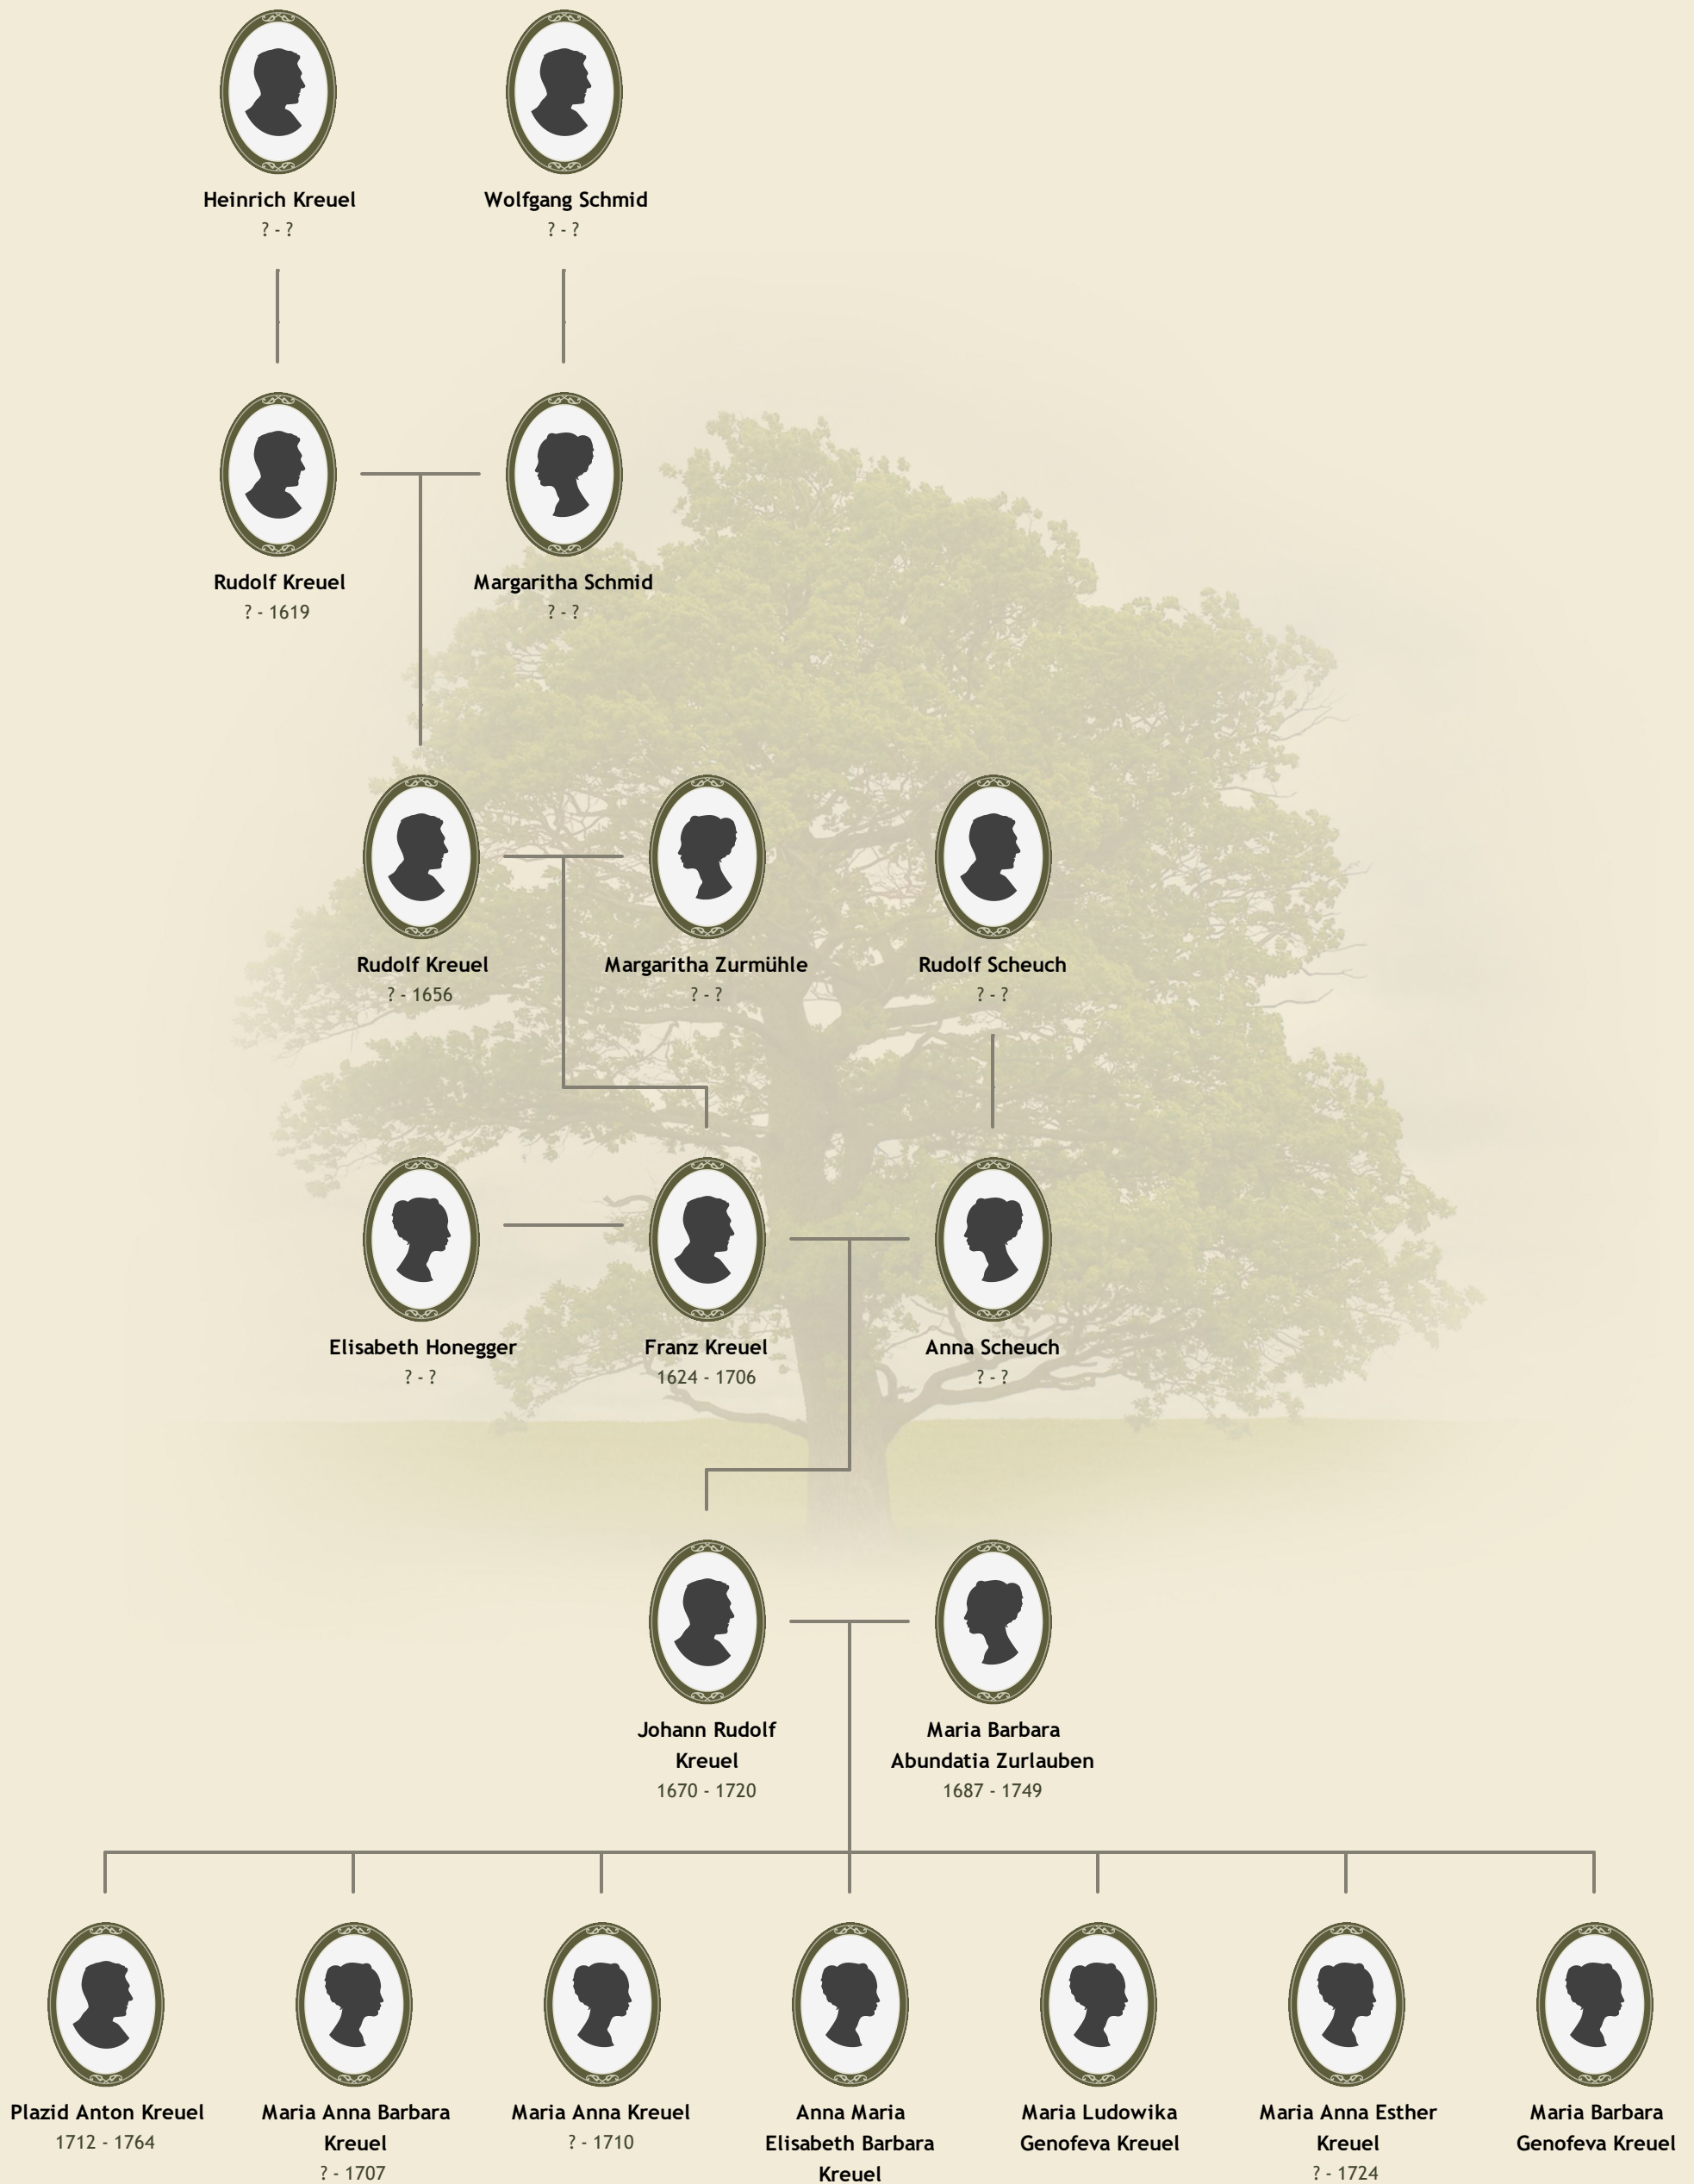 Heinrich Kreuel
? - ?
Wolfgang Schmid
? - ?
Rudolf Kreuel
? - 1619
Margaritha Schmid
? - ?
Rudolf Kreuel
? - 1656
Margaritha Zurmühle
? - ?
Rudolf Scheuch
? - ?
Elisabeth Honegger
? - ?
Franz Kreuel
1624 - 1706
Anna Scheuch
? - ?
Johann Rudolf
Kreuel
1670 - 1720
Maria Barbara
Abundatia Zurlauben
1687 - 1749
Plazid Anton Kreuel
1712 - 1764
Maria Anna Barbara
Kreuel
? - 1707
Maria Anna Kreuel
? - 1710
Anna Maria
Elisabeth Barbara
Kreuel
Maria Ludowika
Genofeva Kreuel
Maria Anna Esther
Kreuel
? - 1724
Maria Barbara
Genofeva Kreuel